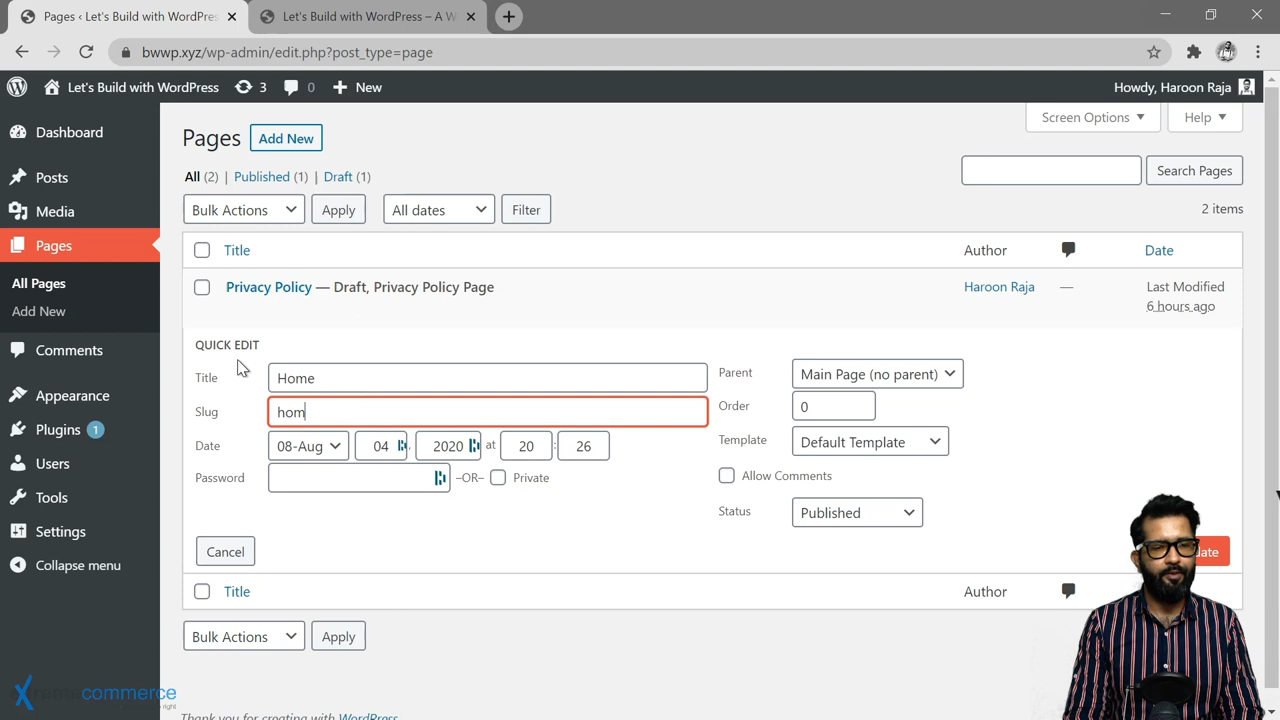 Pages ‹ Let's Build with WordPress
Let's Build with WordPress – A W
bwwp.xyz/wp-admin/edit.php?post_type=page
Let's Build with WordPress 3 0 New Howdy, Haroon Raja
Dashboard
Posts
Media
Pages
All Pages
Add New
Comments
Appearance
Plugins 1
Users
Tools
Settings
Collapse menu
Screen Options Help
Pages Add New
All (2) | Published (1) | Draft (1)
Search Pages
Bulk Actions Apply All dates Filter 2 items
Title Author Date
Privacy Policy — Draft, Privacy Policy Page Haroon Raja — Last Modified
6 hours ago
QUICK EDIT
Title Home
Slug hom
Date 08-Aug 04 , 2020 at 20 : 26
Password –OR– Private
Parent Main Page (no parent)
Order 0
Template Default Template
Allow Comments
Status Published
Cancel
Title Author
Bulk Actions Apply
Thank you for creating with WordPress
xtremecommerce